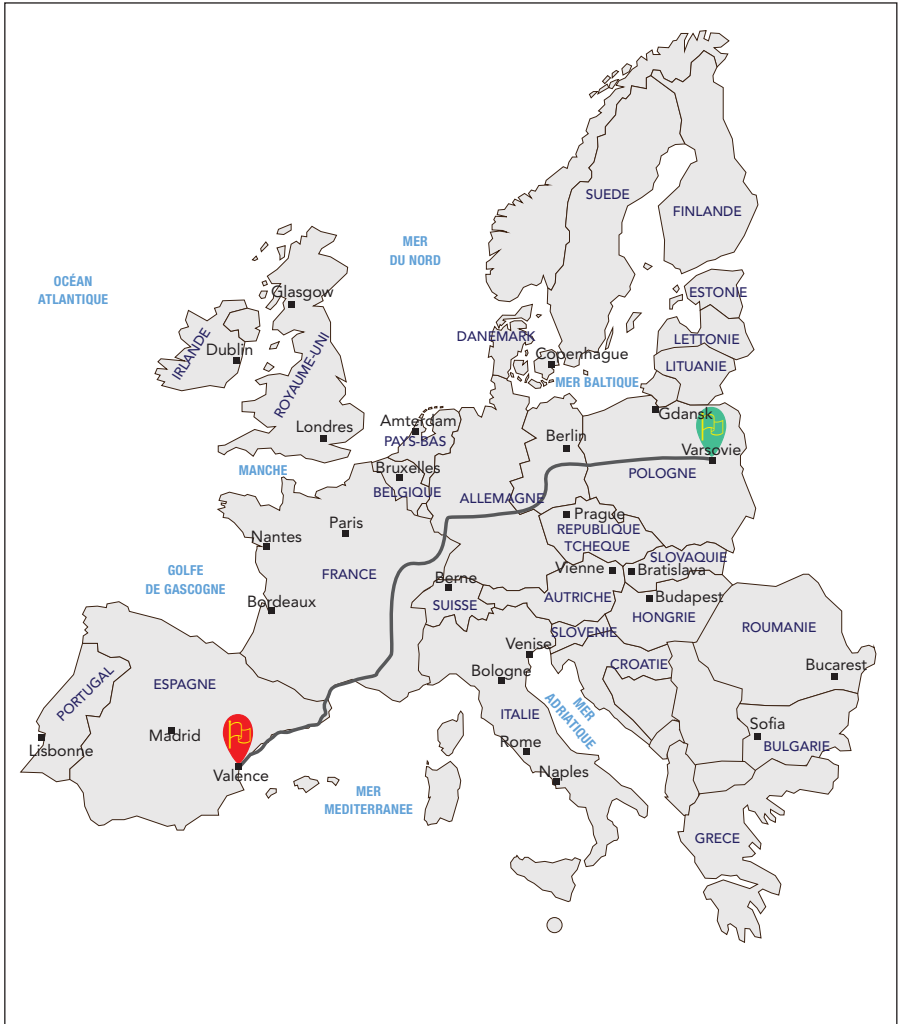 SUEDE
FINLANDE
MER
DU NORD
OCÉAN
ATLANTIQUE
Glasgow
ESTONIE
IRLANDE
Dublin
ROYAUME-UNI
DANEMARK
LETTONIE
Copenhague
LITUANIE
MER BALTIQUE
Gdansk
Amterdam
Londres
PAYS-BAS
Berlin
Varsovie
MANCHE
Bruxelles
POLOGNE
BELGIQUE
ALLEMAGNE
Paris
Prague
Nantes
REPUBLIQUE
TCHEQUE
SLOVAQUIE
GOLFE
DE GASCOGNE
FRANCE
Berne
Vienne
Bratislava
Bordeaux
SUISSE
AUTRICHE
Budapest
HONGRIE
ROUMANIE
SLOVENIE
Venise
CROATIE
Bucarest
Bologne
PORTUGAL
ESPAGNE
MER
ADRIATIQUE
ITALIE
Sofia
BULGARIE
Madrid
Lisbonne
Rome
Valence
Naples
MER
MEDITERRANEE
GRECE